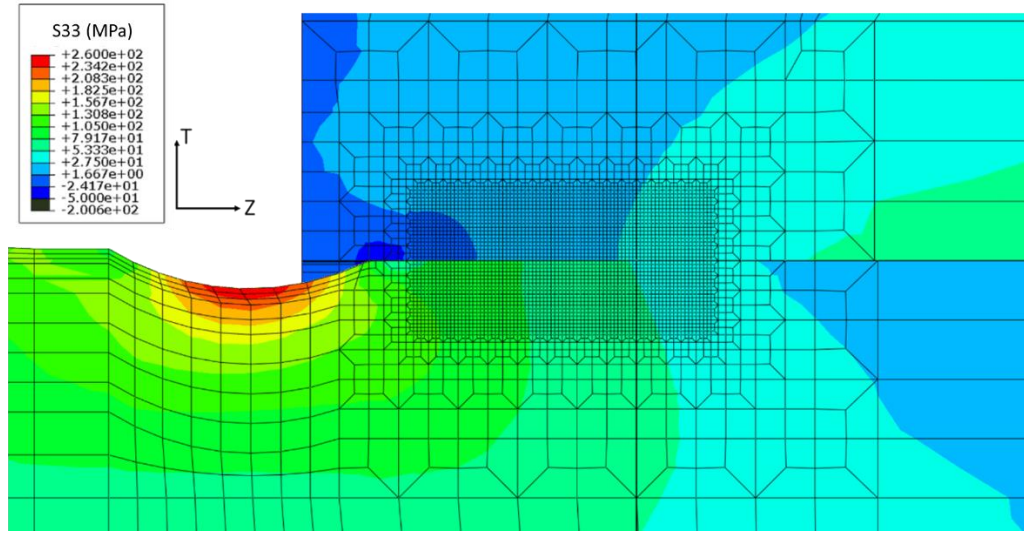 S33 (MPa)
+2.600e+02
+2.342e+02
+2.083e+02
+1.825e+02
+1.567e+02
+1.308e+02
+1.050e+02
+7.917e+01
+5.333e+01
+2.750e+01
+1.667e+00
-2.417e+01
-5.000e+01
-2.006e+02
T
Z